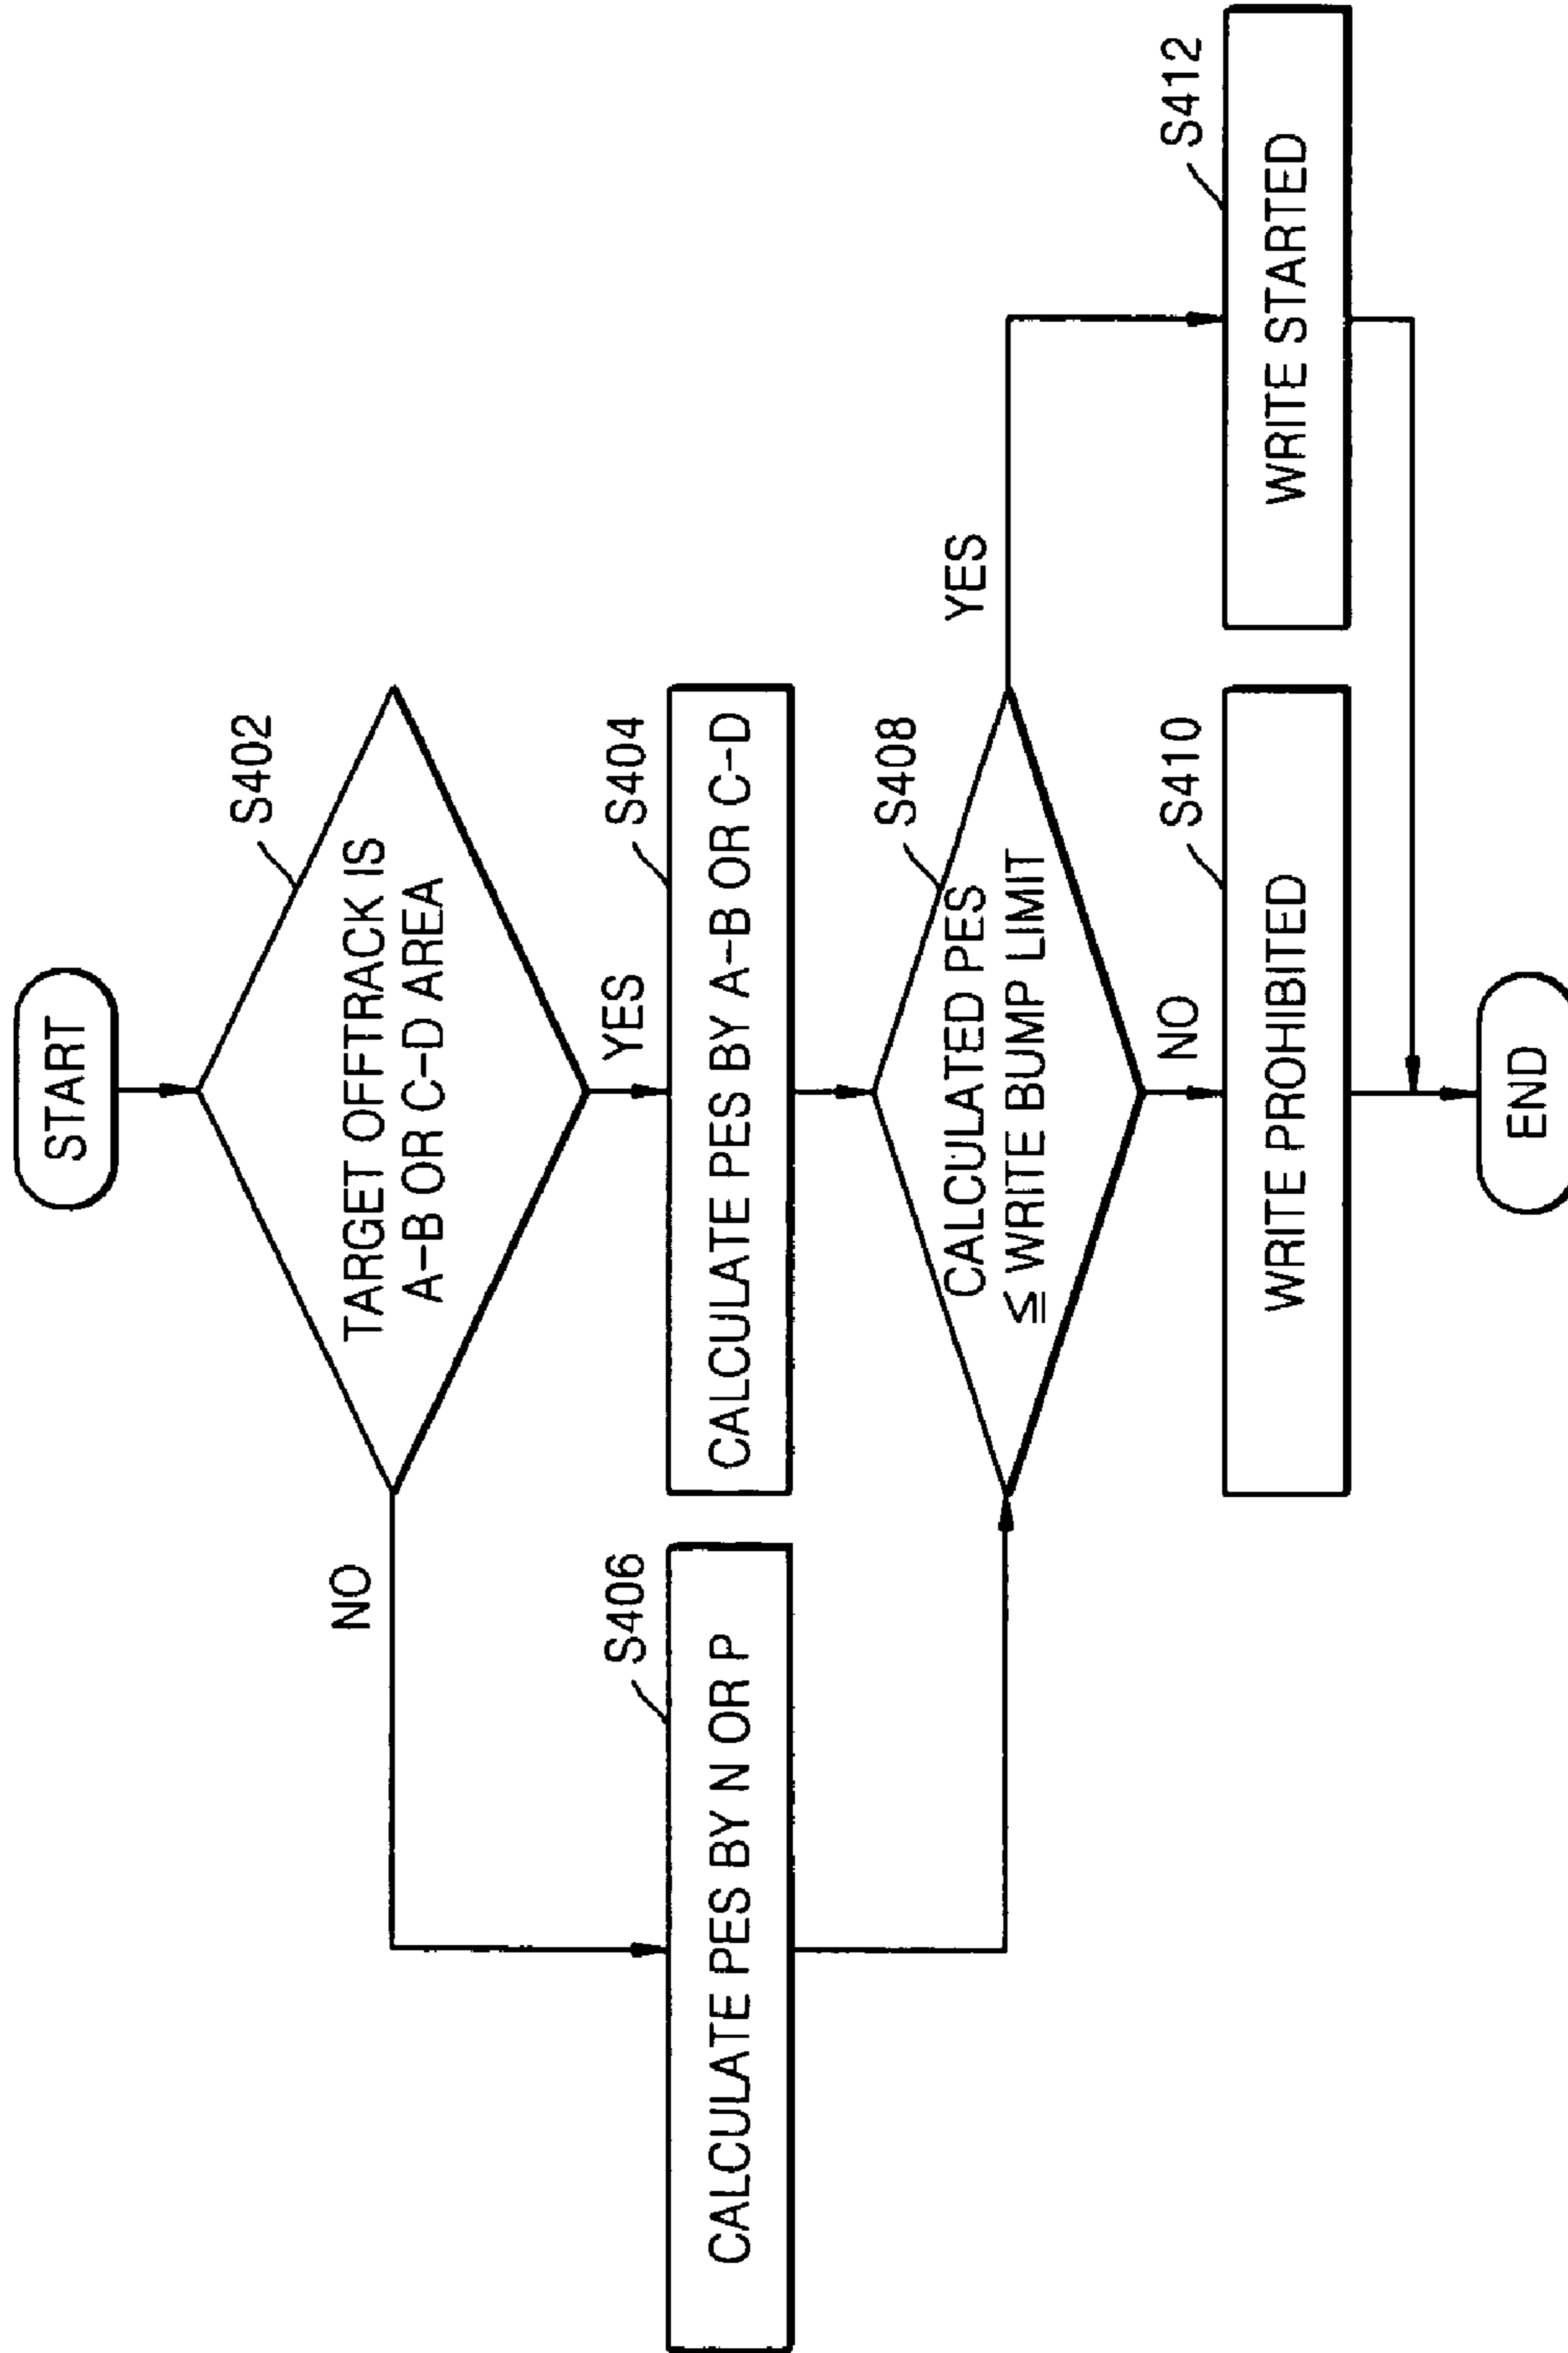 START
S402
TARGET OFFTRACK IS
A-B OR C-D AREA
NO
YES
S406
CALCULATE PES BY N OR P
S404
CALCULATE PES BY A-B OR C-D
S408
CALCULATED PES
≦ WRITE BUMP LIMIT
YES
NO
S410
WRITE PROHIBITED
S412
WRITE STARTED
END